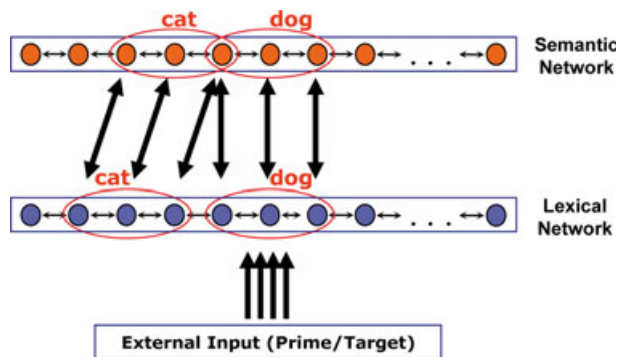 cat dog
Semantic
Network
. . .
cat dog
Lexical
Network
. . .
External Input (Prime/Target)